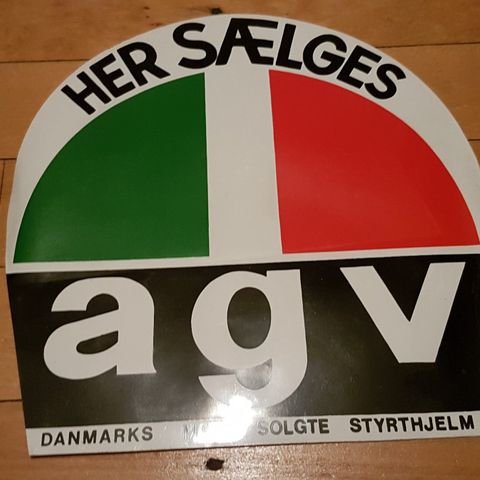 HER SÆLGES
agv
DANMARKS SOLGTE STYRTHJELM